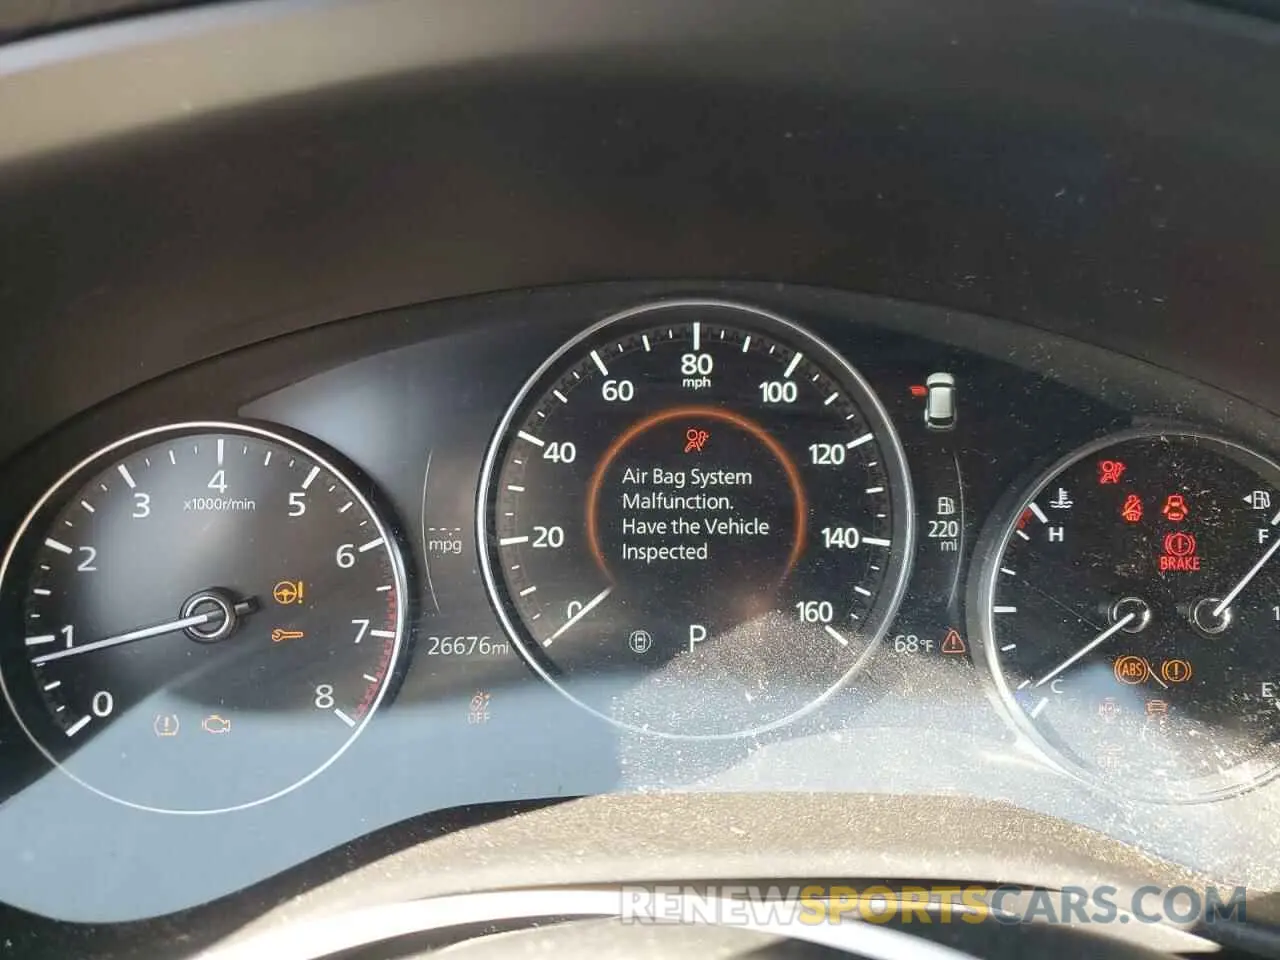 80
mph
60
100
40
120
20
140
0
160
Air Bag System
Malfunction.
Have the Vehicle
Inspected
P
4
x1000r/min
3
5
2
6
1
7
0
8
mpg
26676mi
OFF
220
mi
68°F
H
F
BRAKE
ABS
C
E
OFF
RENEWSPORTSCARS.COM